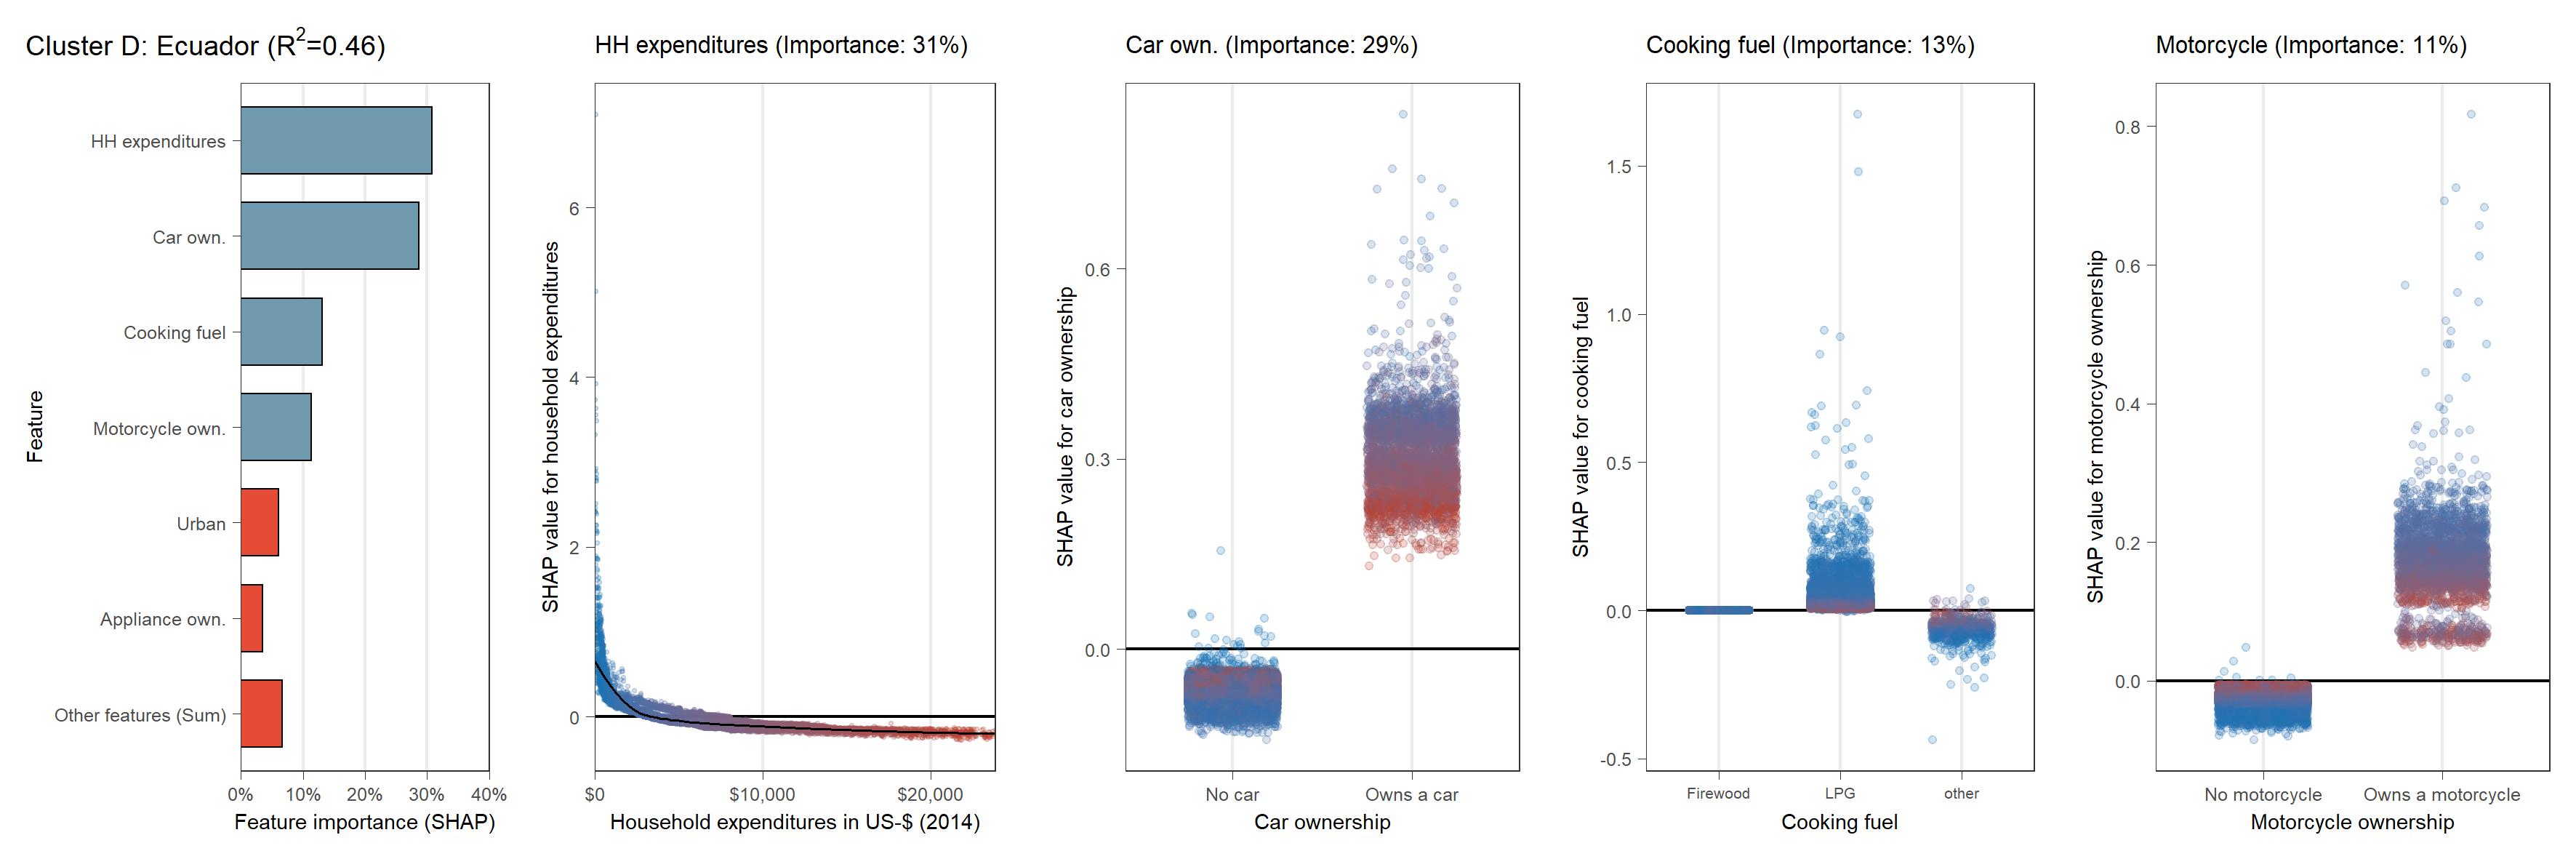 Cluster D: Ecuador (R2=0.46)
Feature
HH expenditures
Car own.
Cooking fuel
Motorcycle own.
Urban
Appliance own.
Other features (Sum)
0% 10% 20% 30% 40%
Feature importance (SHAP)
HH expenditures (Importance: 31%)
SHAP value for household expenditures
6
4
2
0
$0 $10,000 $20,000
Household expenditures in US-$ (2014)
Car own. (Importance: 29%)
SHAP value for car ownership
0.6
0.3
0.0
No car Owns a car
Car ownership
Cooking fuel (Importance: 13%)
SHAP value for cooking fuel
1.5
1.0
0.5
0.0
-0.5
Firewood LPG other
Cooking fuel
Motorcycle (Importance: 11%)
SHAP value for motorcycle ownership
0.8
0.6
0.4
0.2
0.0
No motorcycle Owns a motorcycle
Motorcycle ownership